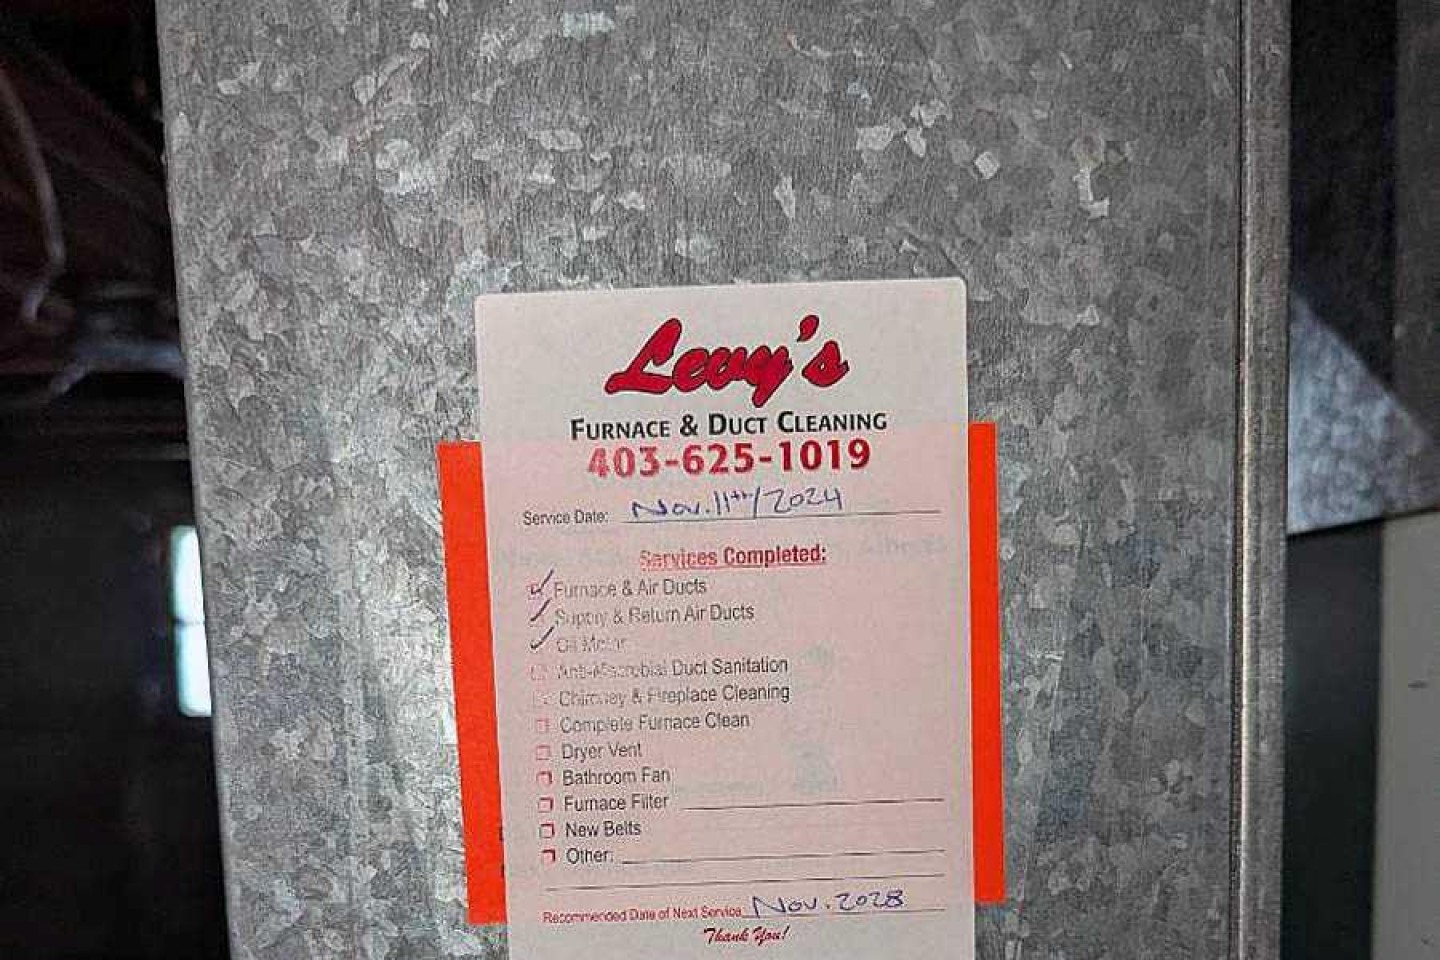 Levy's
FURNACE & DUCT CLEANING
403-625-1019
Service Date: Nov. 11th/2024
Services Completed:
Furnace & Air Ducts
Supply & Return Air Ducts
Oil Motor
Anti-Microbial Duct Sanitation
Chimney & Fireplace Cleaning
Complete Furnace Clean
Dryer Vent
Bathroom Fan
Furnace Filter
New Belts
Other:
Recommended Date of Next Service Nov. 2028
Thank You!